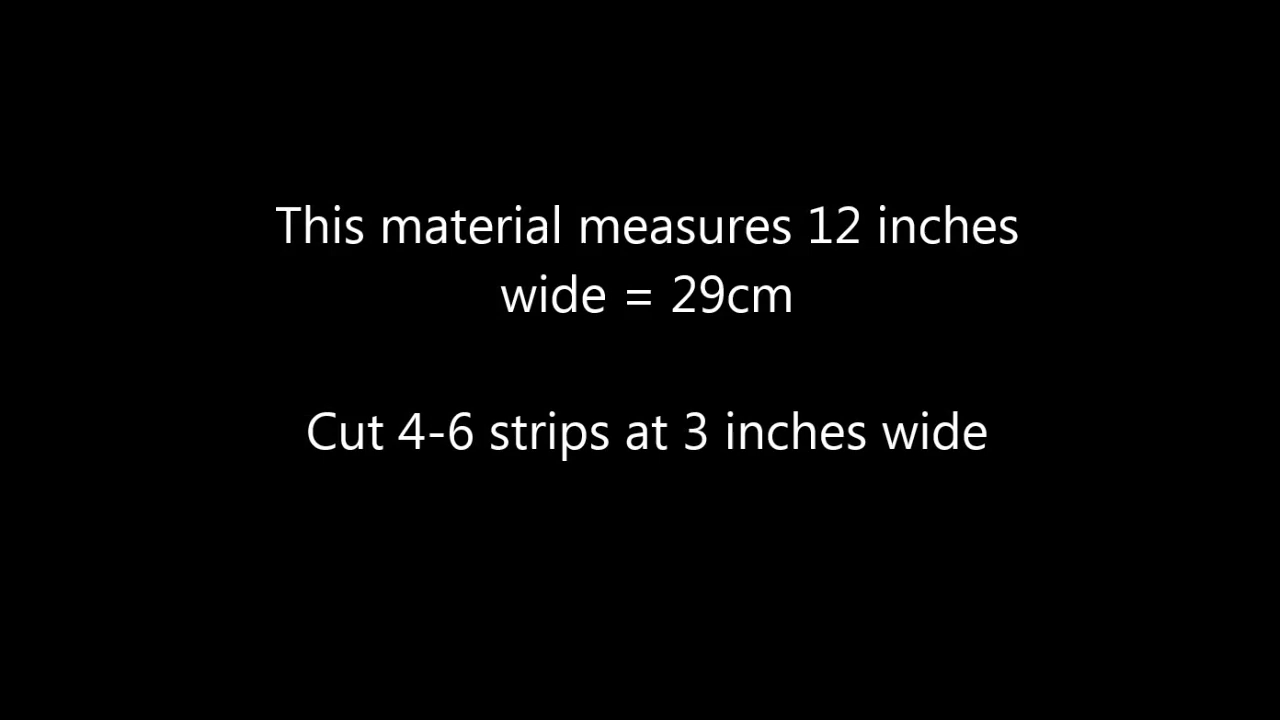 This material measures 12 inches
wide = 29cm
Cut 4-6 strips at 3 inches wide